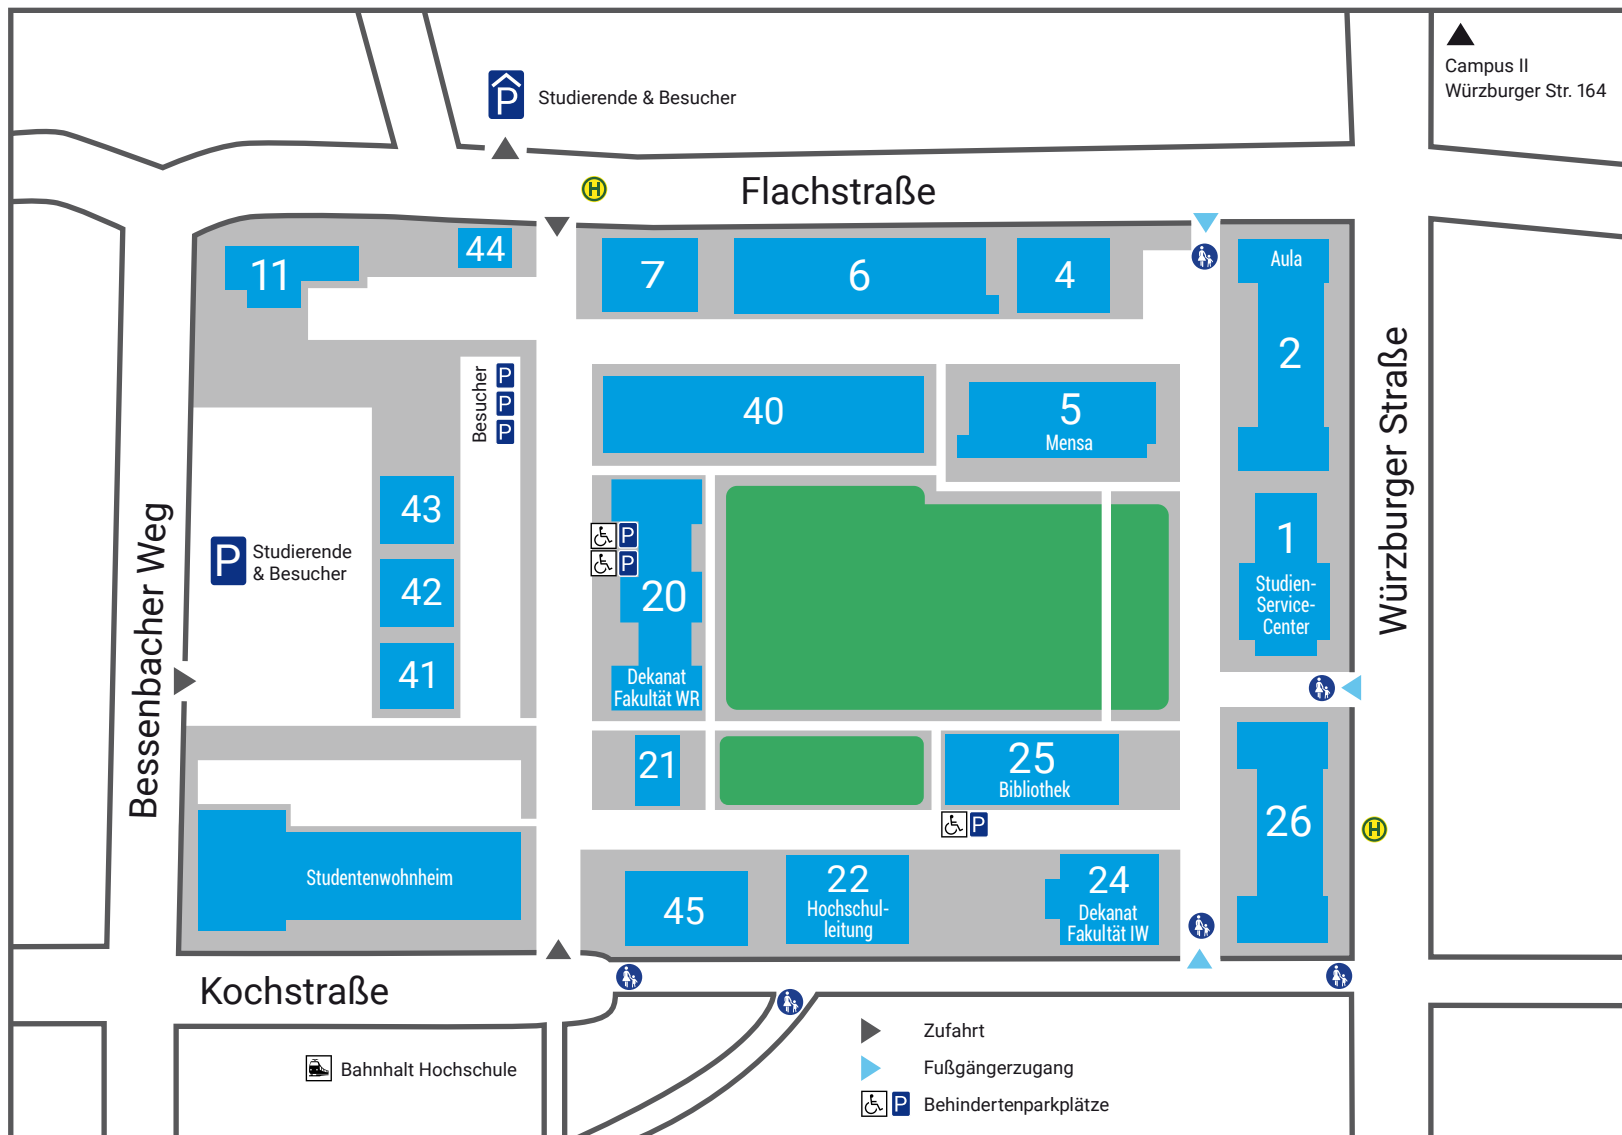 Campus II
Würzburger Str. 164
P
Studierende & Besucher
H
Flachstraße
44
11
7
6
4
Aula
2
Besucher
P
P
P
40
5
Mensa
Würzburger Straße
43
P
Studierende
& Besucher
42
41
Bessenbacher Weg
P
P
20
Dekanat
Fakultät WR
1
Studien-
Service-
Center
21
25
Bibliothek
P
26
H
Studentenwohnheim
45
22
Hochschul-
leitung
24
Dekanat
Fakultät IW
Kochstraße
Bahnhalt Hochschule
Zufahrt
Fußgängerzugang
P
Behindertenparkplätze